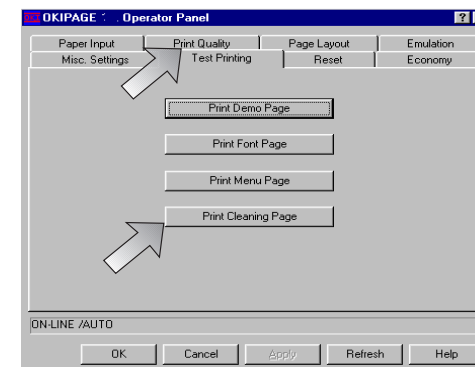 OKIPAGE Operator Panel ?
Paper Input Print Quality Page Layout Emulation
Misc. Settings Test Printing Reset Economy
Print Demo Page
Print Font Page
Print Menu Page
Print Cleaning Page
ON-LINE /AUTO
OK Cancel Apply Refresh Help